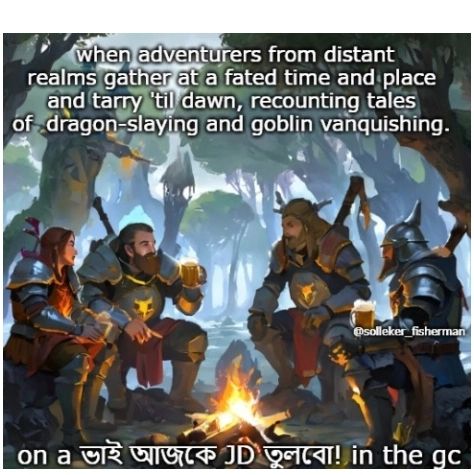 when adventurers from distant
realms gather at a fated time and place
and tarry 'til dawn, recounting tales
of dragon-slaying and goblin vanquishing.
@solleker_fisherman
on a ভাই আজকে JD তুলবো! in the gc